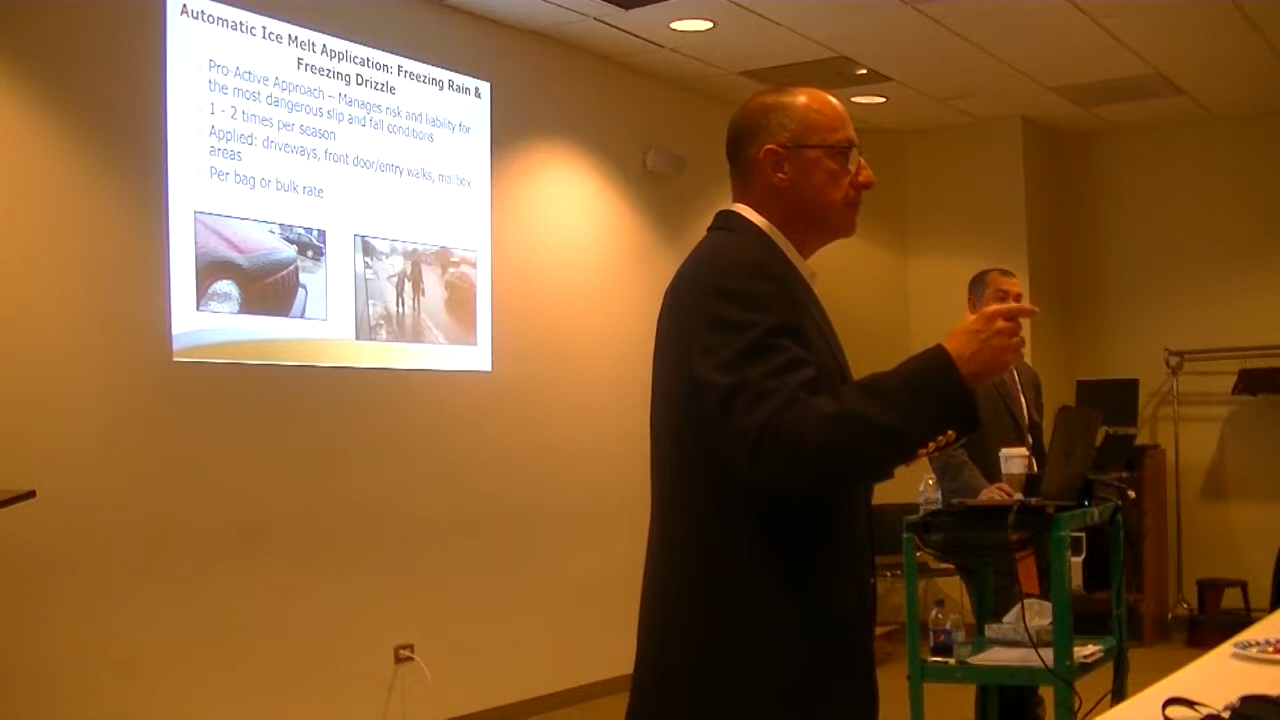 Automatic Ice Melt Application: Freezing Rain &
Freezing Drizzle
Pro-Active Approach – Manages risk and liability for
the most dangerous slip and fall conditions
1 - 2 times per season
Applied: driveways, front door/entry walks, mailbox
areas
Per bag or bulk rate